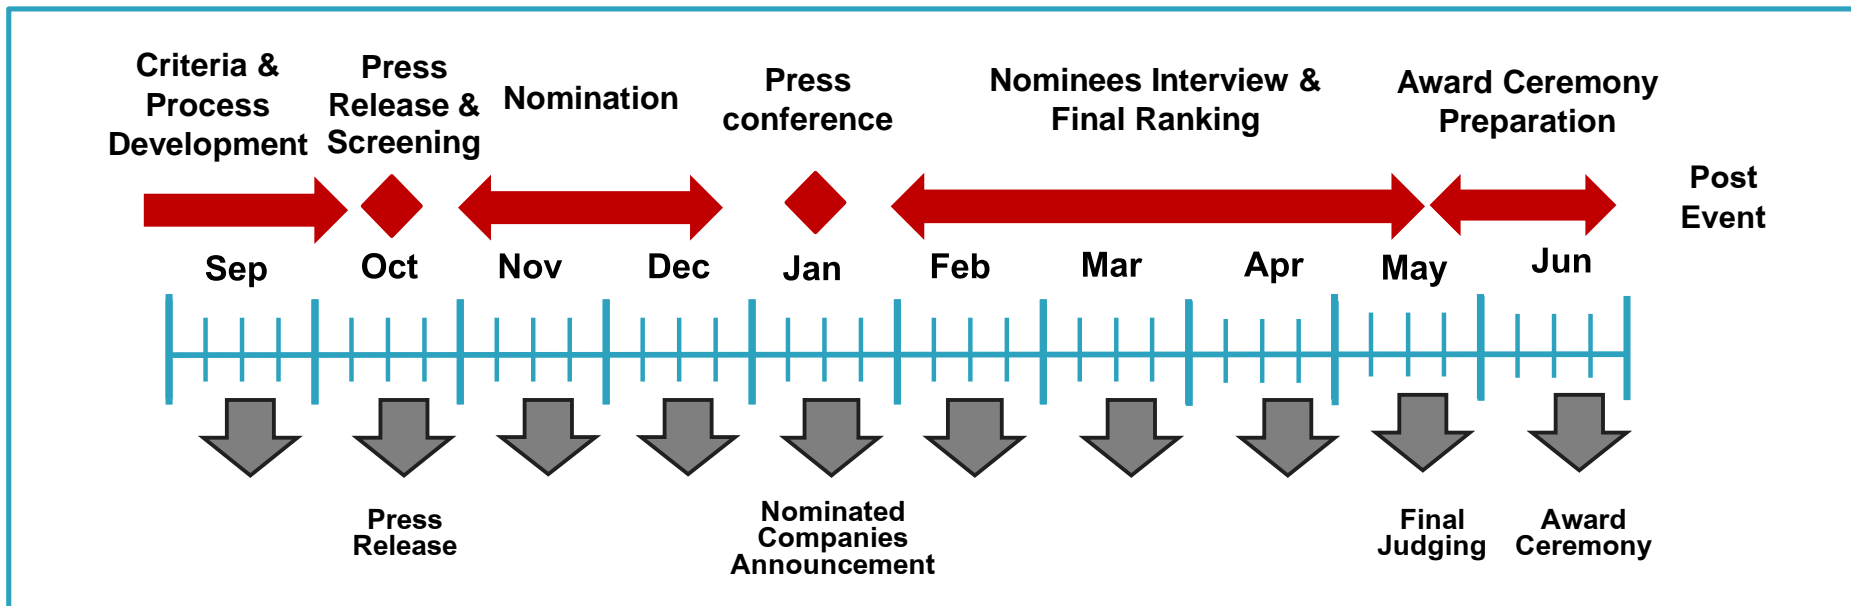 Criteria &
Process
Development
Press
Release &
Screening
Nomination
Press
conference
Nominees Interview &
Final Ranking
Award Ceremony
Preparation
Post
Event
Sep
Oct
Nov
Dec
Jan
Feb
Mar
Apr
May
Jun
Press
Release
Nominated
Companies
Announcement
Final
Judging
Award
Ceremony